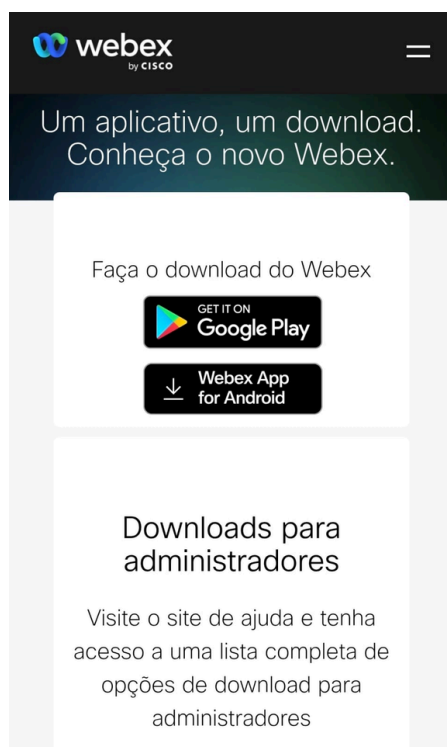 webex
by CISCO
Um aplicativo, um download.
Conheça o novo Webex.
Faça o download do Webex
GET IT ON
Google Play
Webex App
for Android
Downloads para
administradores
Visite o site de ajuda e tenha
acesso a uma lista completa de
opções de download para
administradores